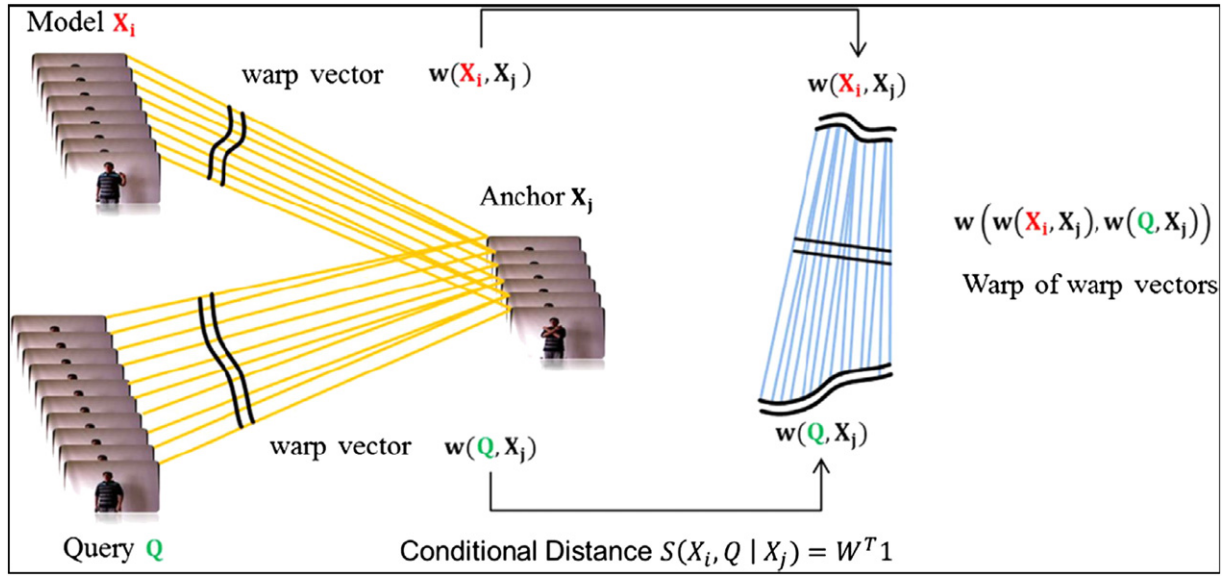 Model Xᵢ
warp vector w(Xᵢ, Xⱼ)
w(Xᵢ, Xⱼ)
Anchor Xⱼ
w(w(Xᵢ, Xⱼ), w(Q, Xⱼ))
Warp of warp vectors
warp vector w(Q, Xⱼ)
w(Q, Xⱼ)
Query Q
Conditional Distance S(Xᵢ, Q | Xⱼ) = Wᵀ1